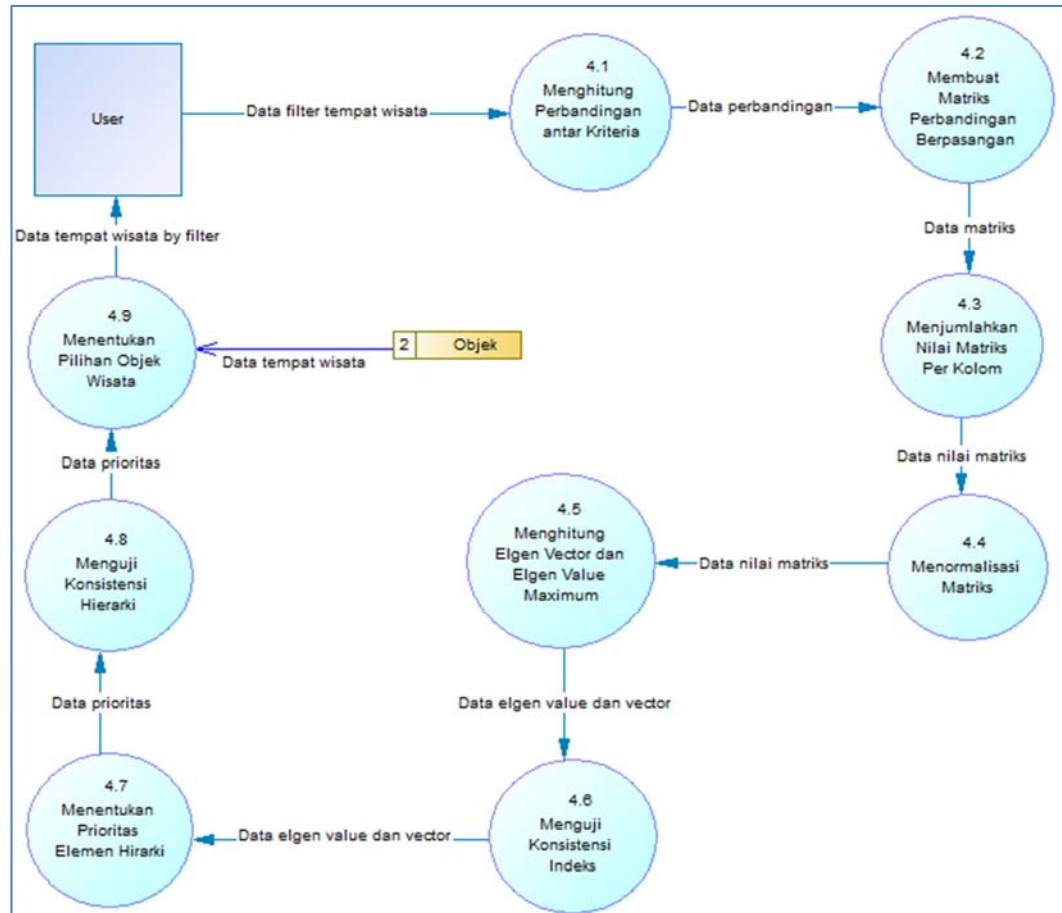 User
Data filter tempat wisata
4.1
Menghitung
Perbandingan
antar Kriteria
Data perbandingan
4.2
Membuat
Matriks
Perbandingan
Berpasangan
Data matriks
4.3
Menjumlahkan
Nilai Matriks
Per Kolom
Data nilai matriks
4.4
Menormalisasi
Matriks
Data nilai matriks
4.5
Menghitung
EIgen Vector dan
EIgen Value
Maximum
Data eIgen value dan vector
4.6
Menguji
Konsistensi
Indeks
Data eIgen value dan vector
4.7
Menentukan
Prioritas
Elemen Hirarki
Data prioritas
4.8
Menguji
Konsistensi
Hierarki
Data prioritas
4.9
Menentukan
Pilihan Objek
Wisata
Data tempat wisata
2 Objek
Data tempat wisata by filter